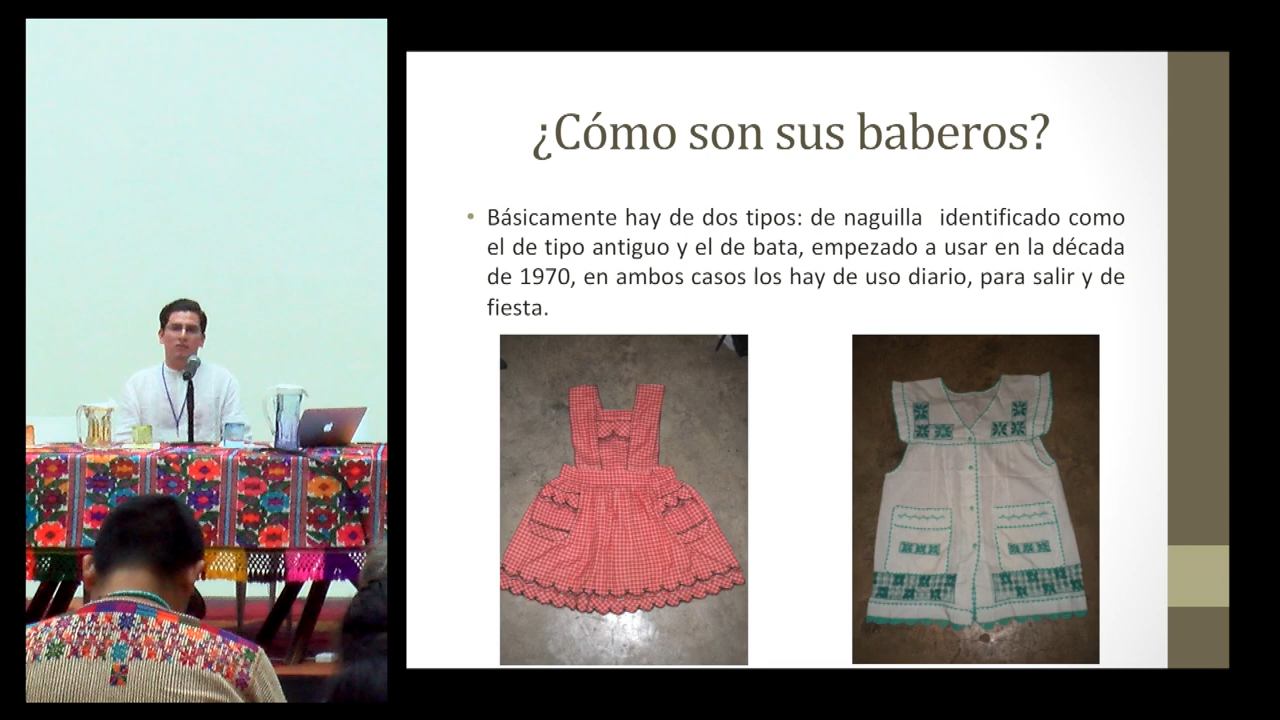 ¿Cómo son sus baberos?
• Básicamente hay de dos tipos: de naguilla identificado como
el de tipo antiguo y el de bata, empezado a usar en la década
de 1970, en ambos casos los hay de uso diario, para salir y de
fiesta.